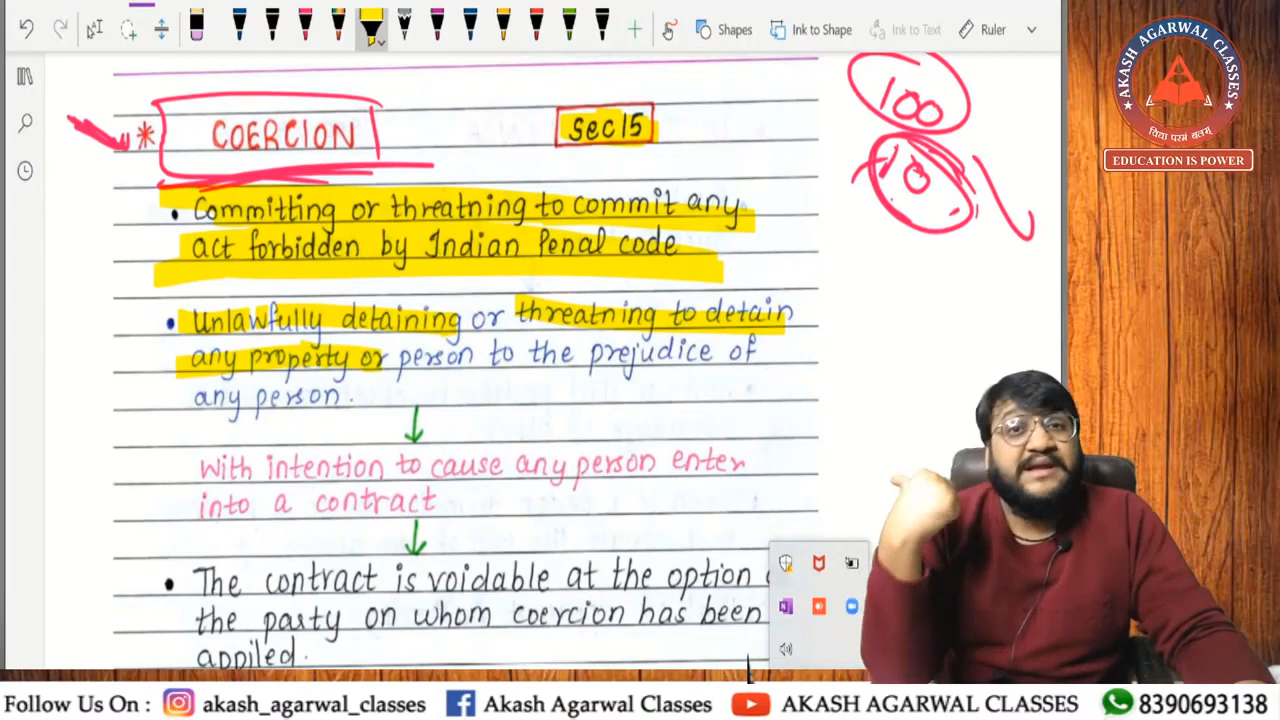 Shapes
Ink to Shape
Ink to Text
Ruler
* COERCION
Sec 15
100
10
• Committing or threatning to commit any
act forbidden by Indian Penal code
• Unlawfully detaining or threatning to detain
any property or person to the prejudice of
any person.
With intention to cause any person enter
into a contract
• The contract is voidable at the option
the party on whom coercion has been
appiled.
AKASH AGARWAL CLASSES
विद्या परमं बलम्
EDUCATION IS POWER
Follow Us On : akash_agarwal_classes Akash Agarwal Classes AKASH AGARWAL CLASSES 8390693138